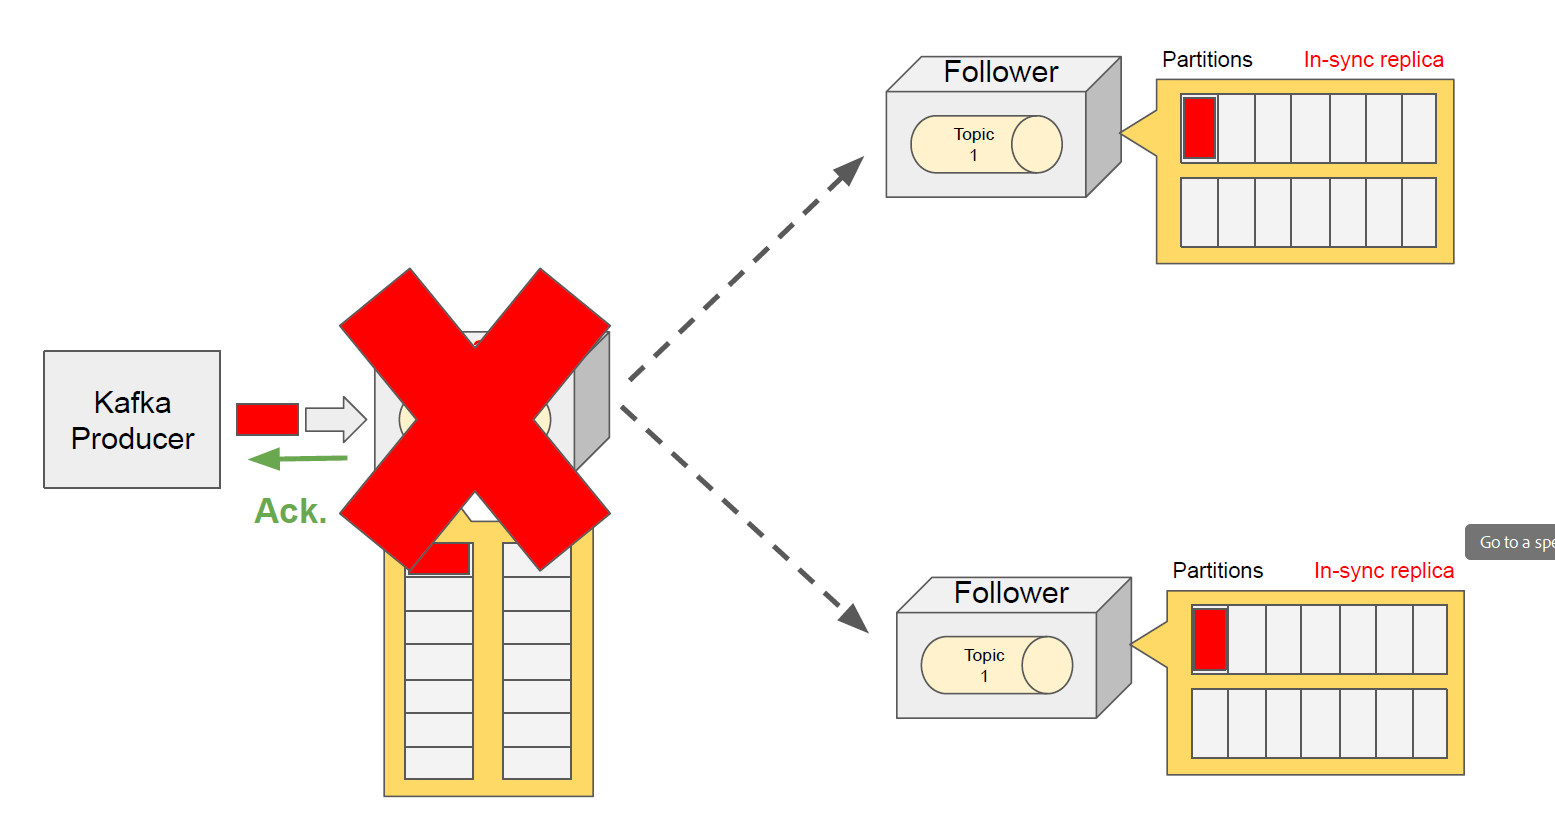 Partitions In-sync replica
Follower
Topic
1
Kafka
Producer
Ack.
Partitions In-sync replica
Follower
Topic
1
Go to a spe